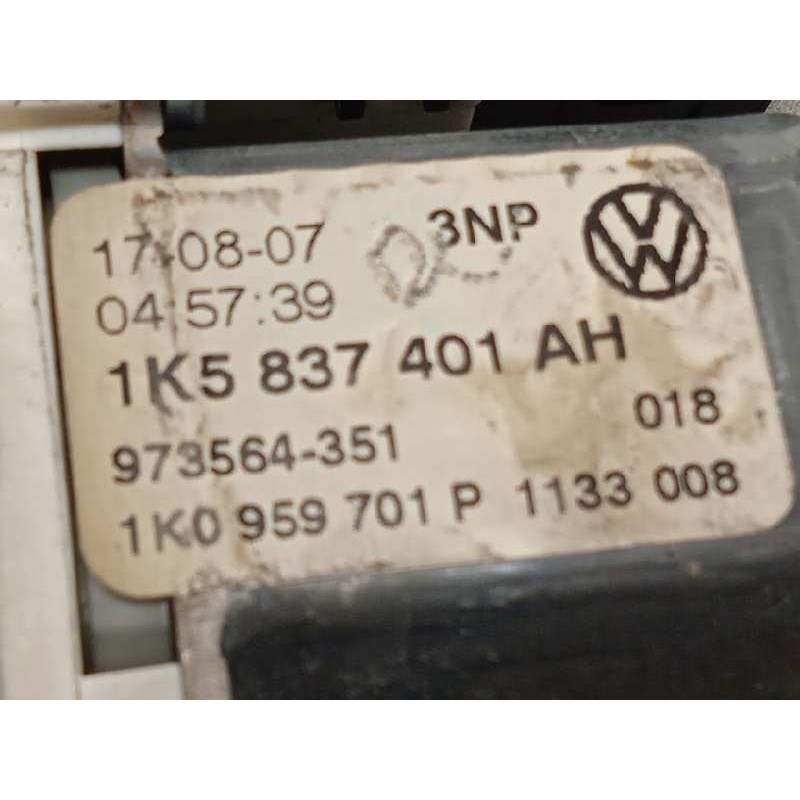 17-08-07 3NP
04:57:39
1K5 837 401 AH
973564-351 018
1K0 959 701 P 1133 008